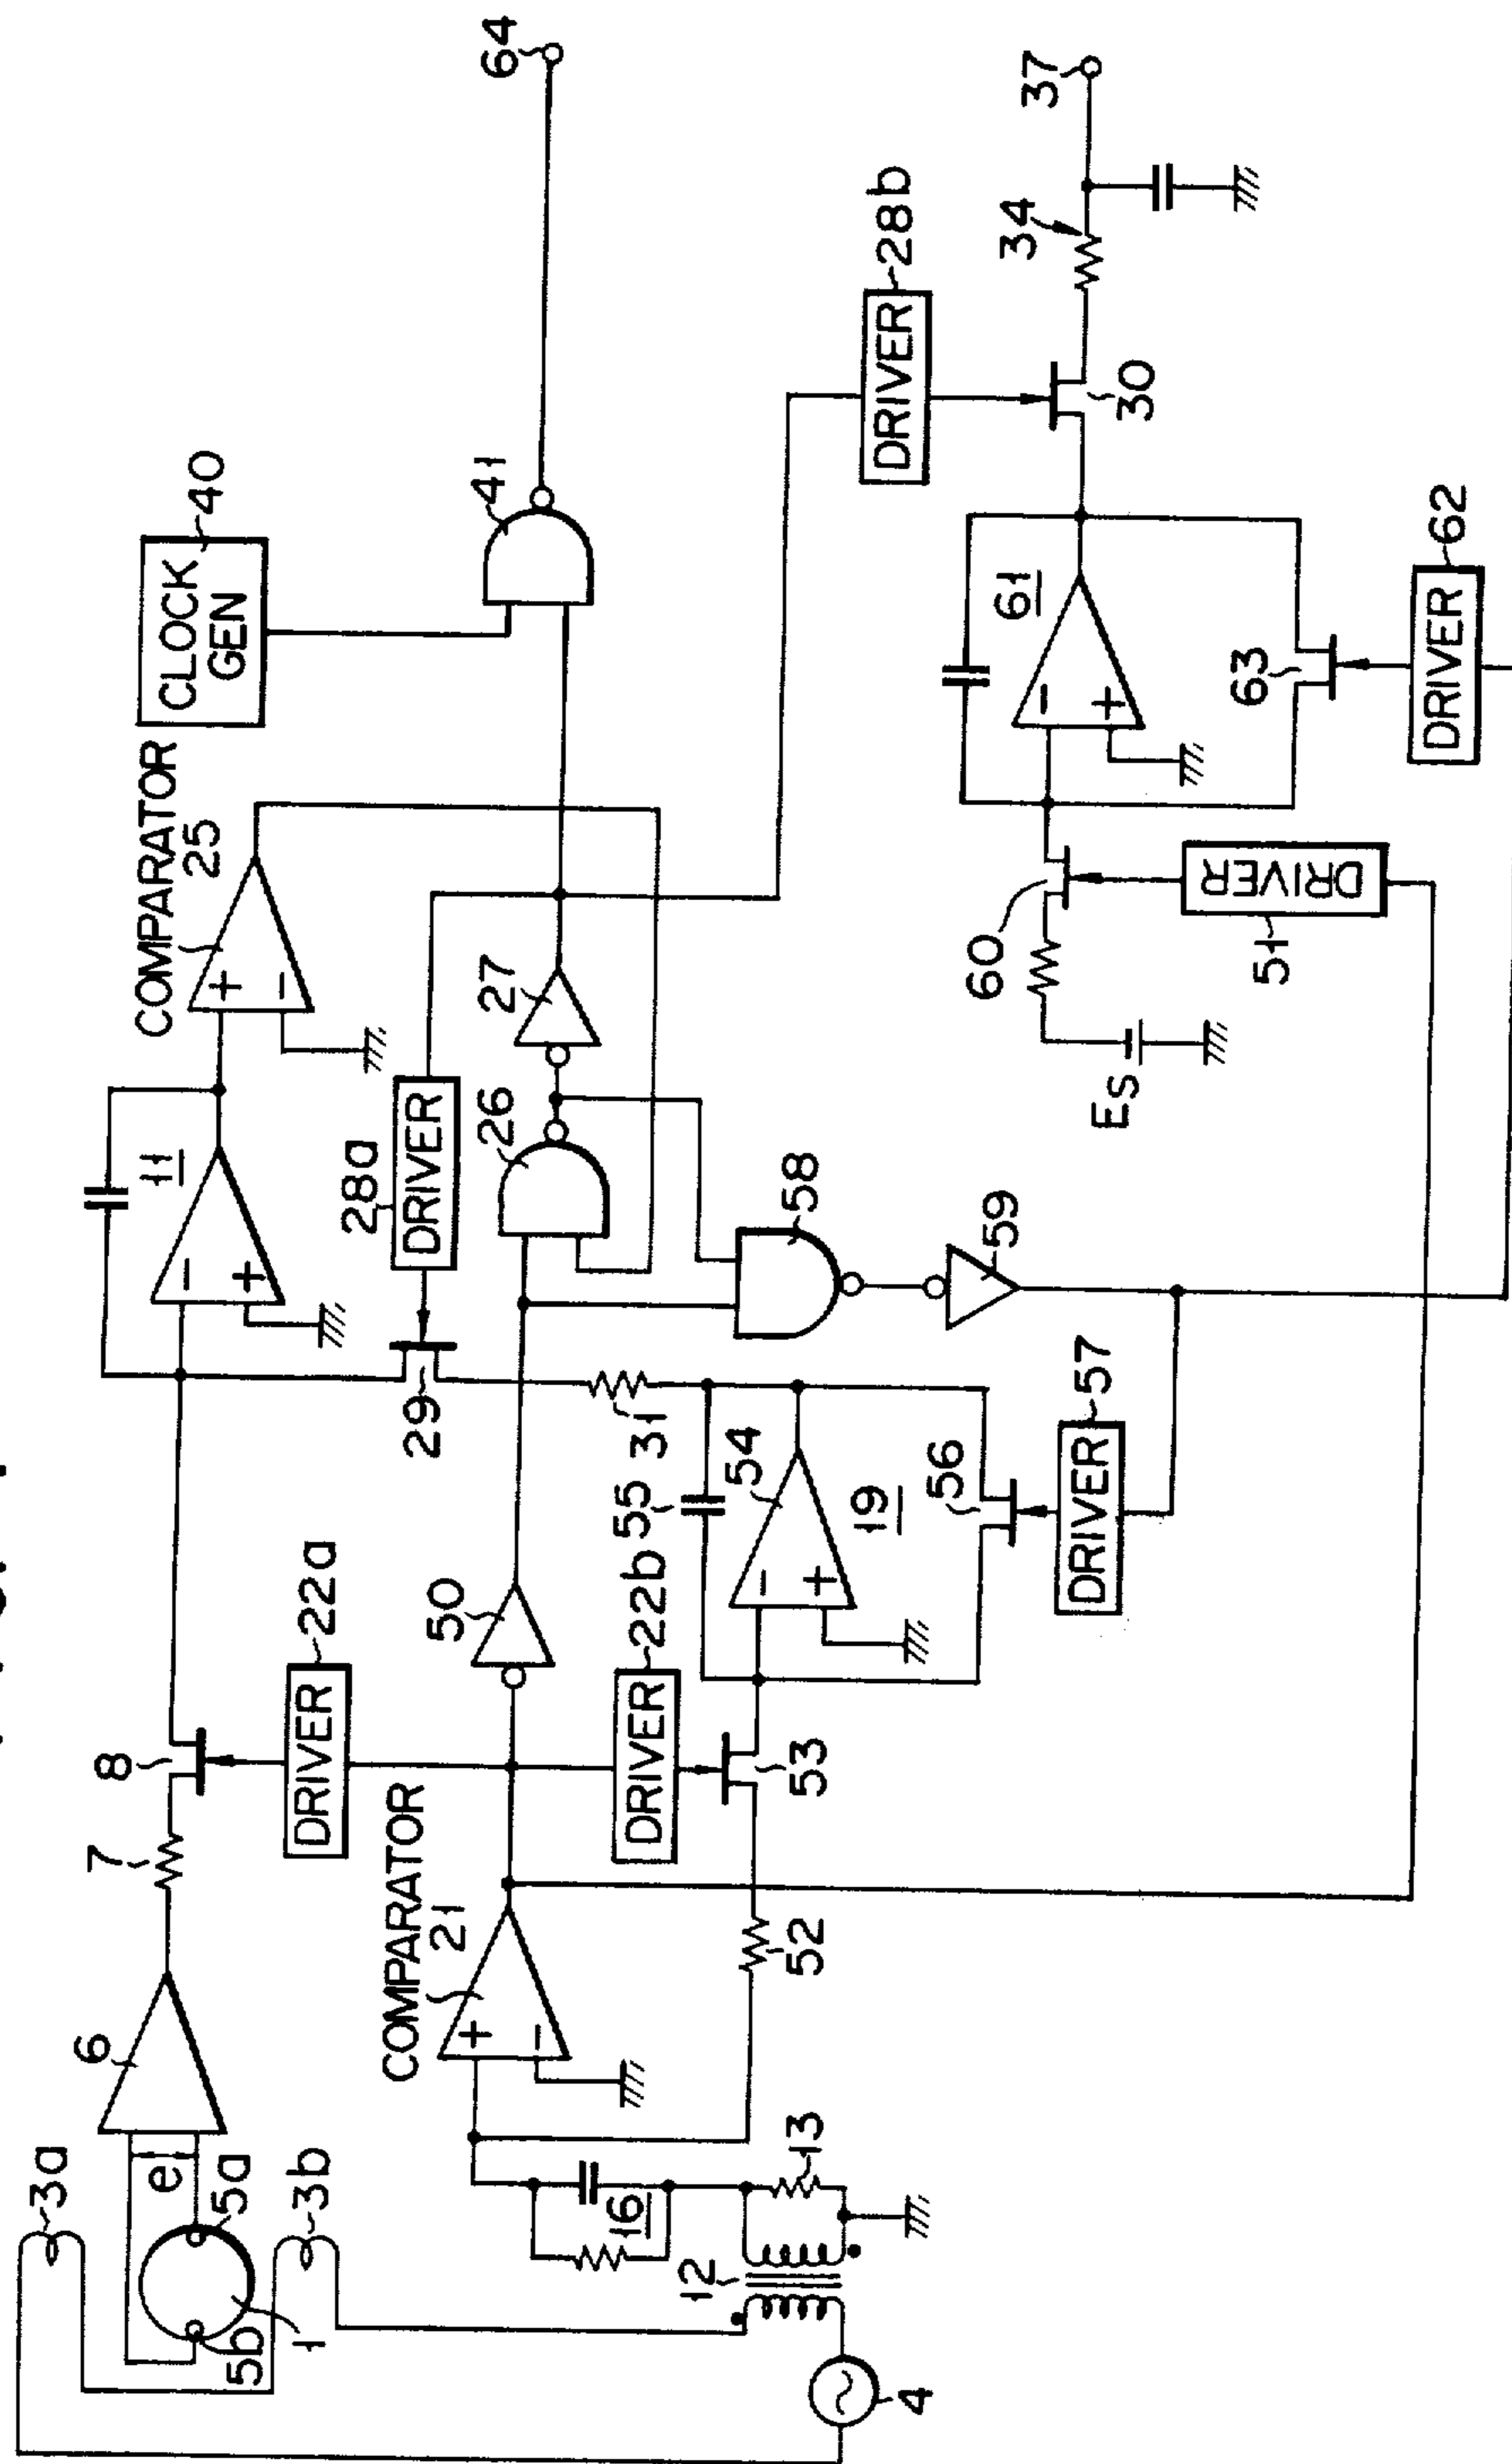 3a
e
5a
5b
1
3b
6
7
8
11
COMPARATOR
25
CLOCK
GEN
40
41
64
DRIVER
22a
28a
DRIVER
29
26
27
COMPARATOR
21
50
4
12
13
16
DRIVER
22b
52
53
31
55
54
19
56
DRIVER
57
58
59
DRIVER
28b
30
34
37
Es
60
61
63
DRIVER
51
DRIVER
62
+
−
+
−
−
+
−
+
−
+